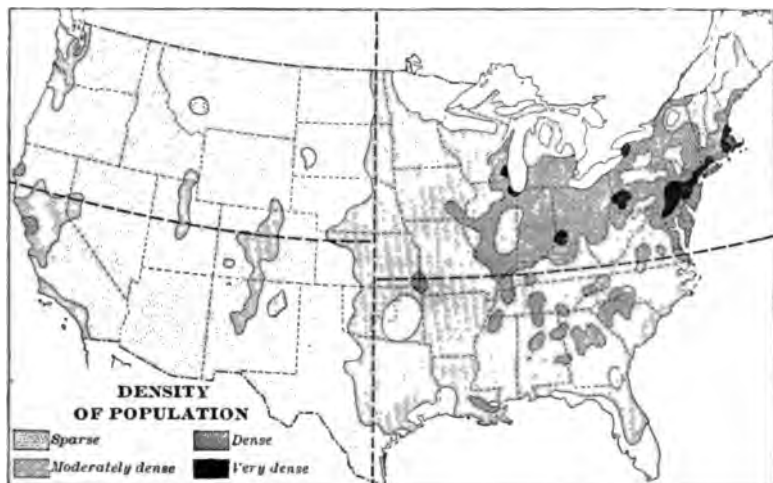 DENSITY
OF POPULATION
Sparse
Dense
Moderately dense
Very dense